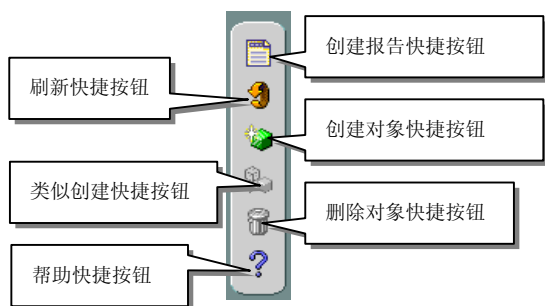 创建报告快捷按钮
刷新快捷按钮
创建对象快捷按钮
类似创建快捷按钮
删除对象快捷按钮
帮助快捷按钮